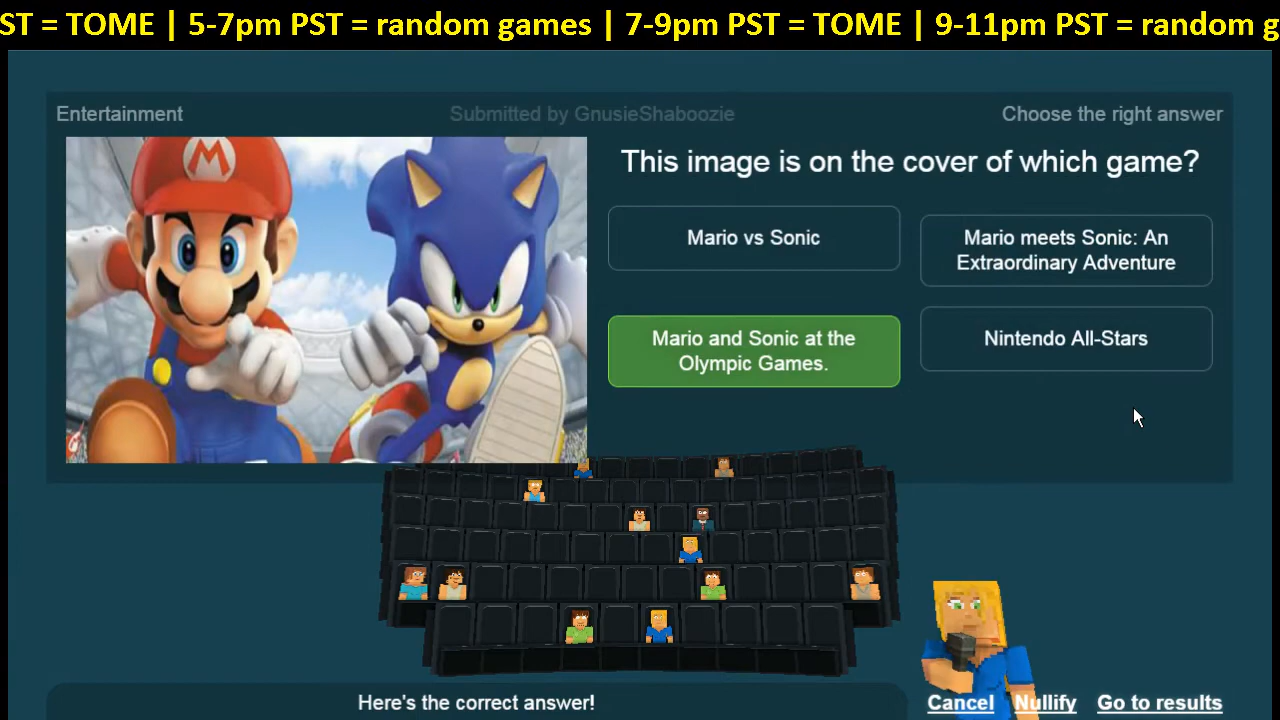 ST = TOME | 5-7pm PST = random games | 7-9pm PST = TOME | 9-11pm PST = random g
Entertainment
Submitted by GnusieShaboozie
Choose the right answer
M
This image is on the cover of which game?
Mario vs Sonic
Mario meets Sonic: An
Extraordinary Adventure
Mario and Sonic at the
Olympic Games.
Nintendo All-Stars
Here's the correct answer!
Cancel
Nullify
Go to results